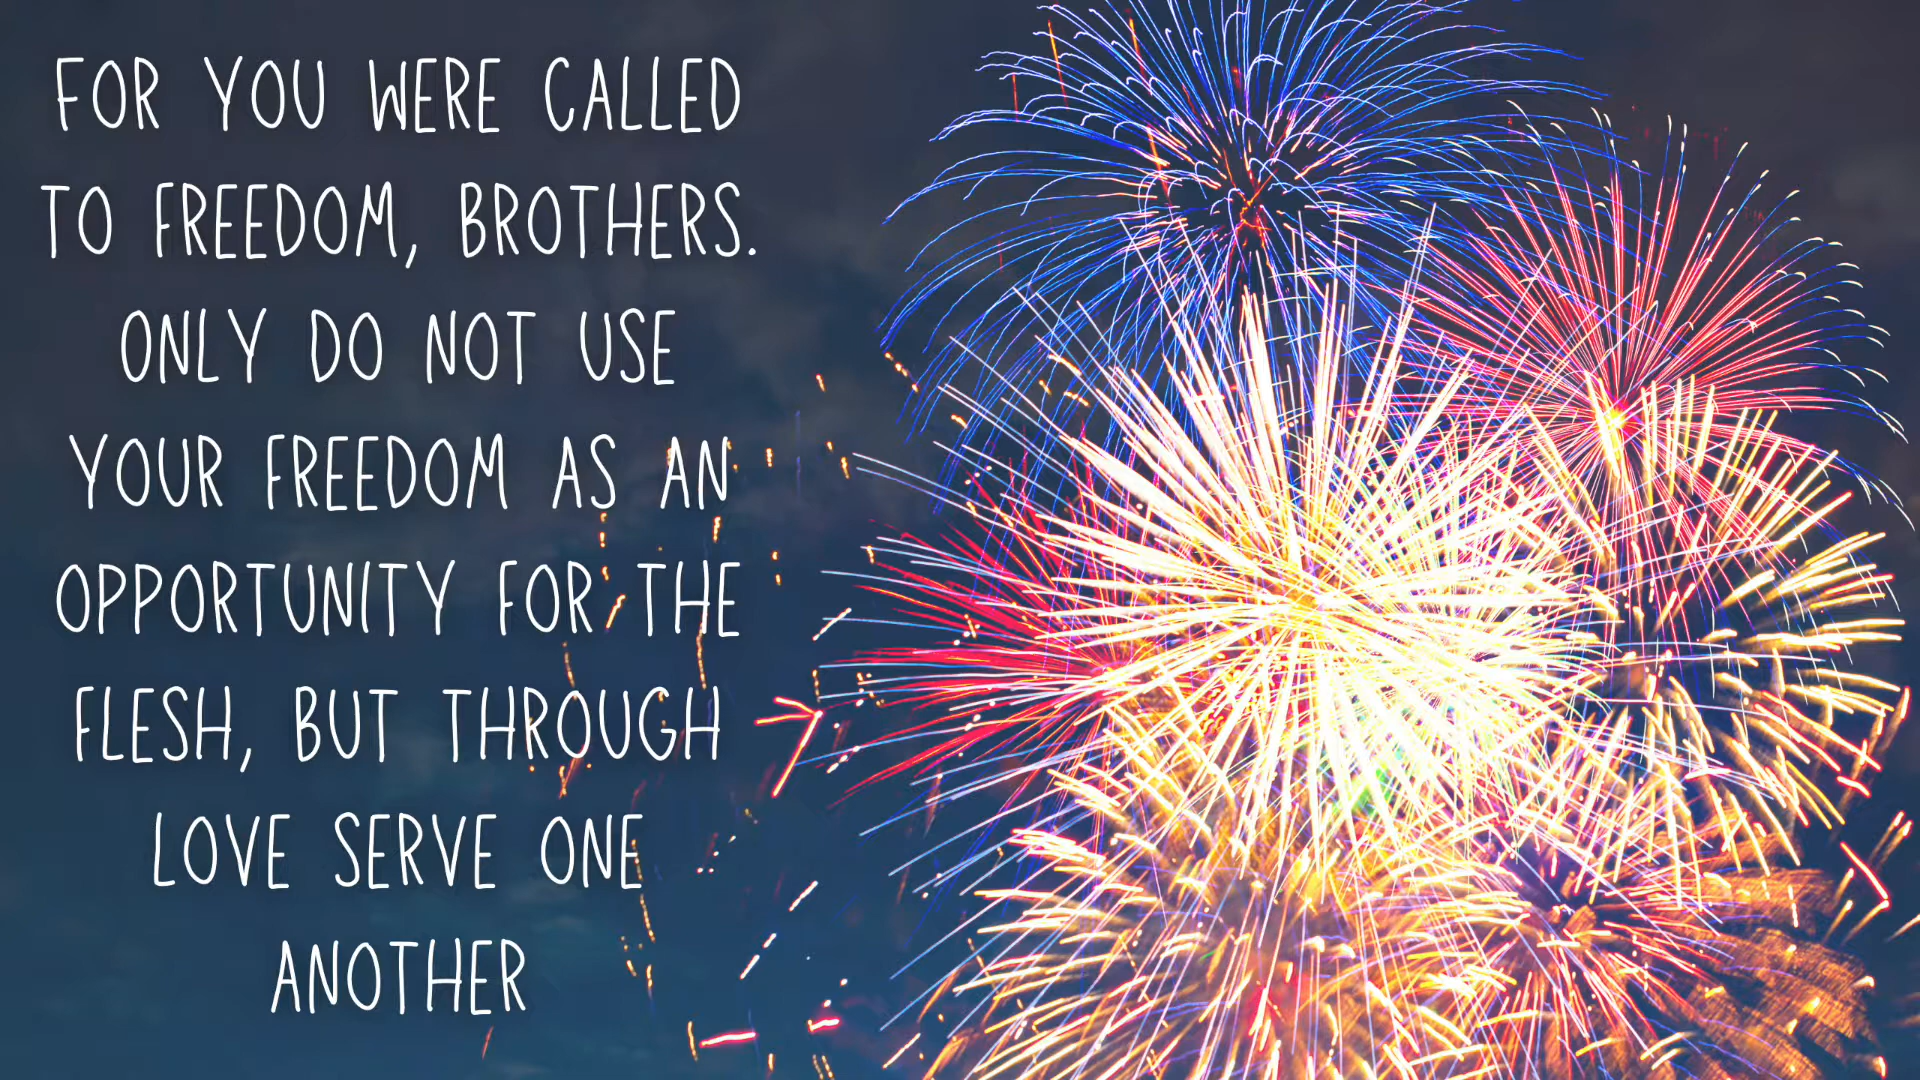 FOR YOU WERE CALLED
TO FREEDOM, BROTHERS.
ONLY DO NOT USE
YOUR FREEDOM AS AN
OPPORTUNITY FOR THE
FLESH, BUT THROUGH
LOVE SERVE ONE
ANOTHER